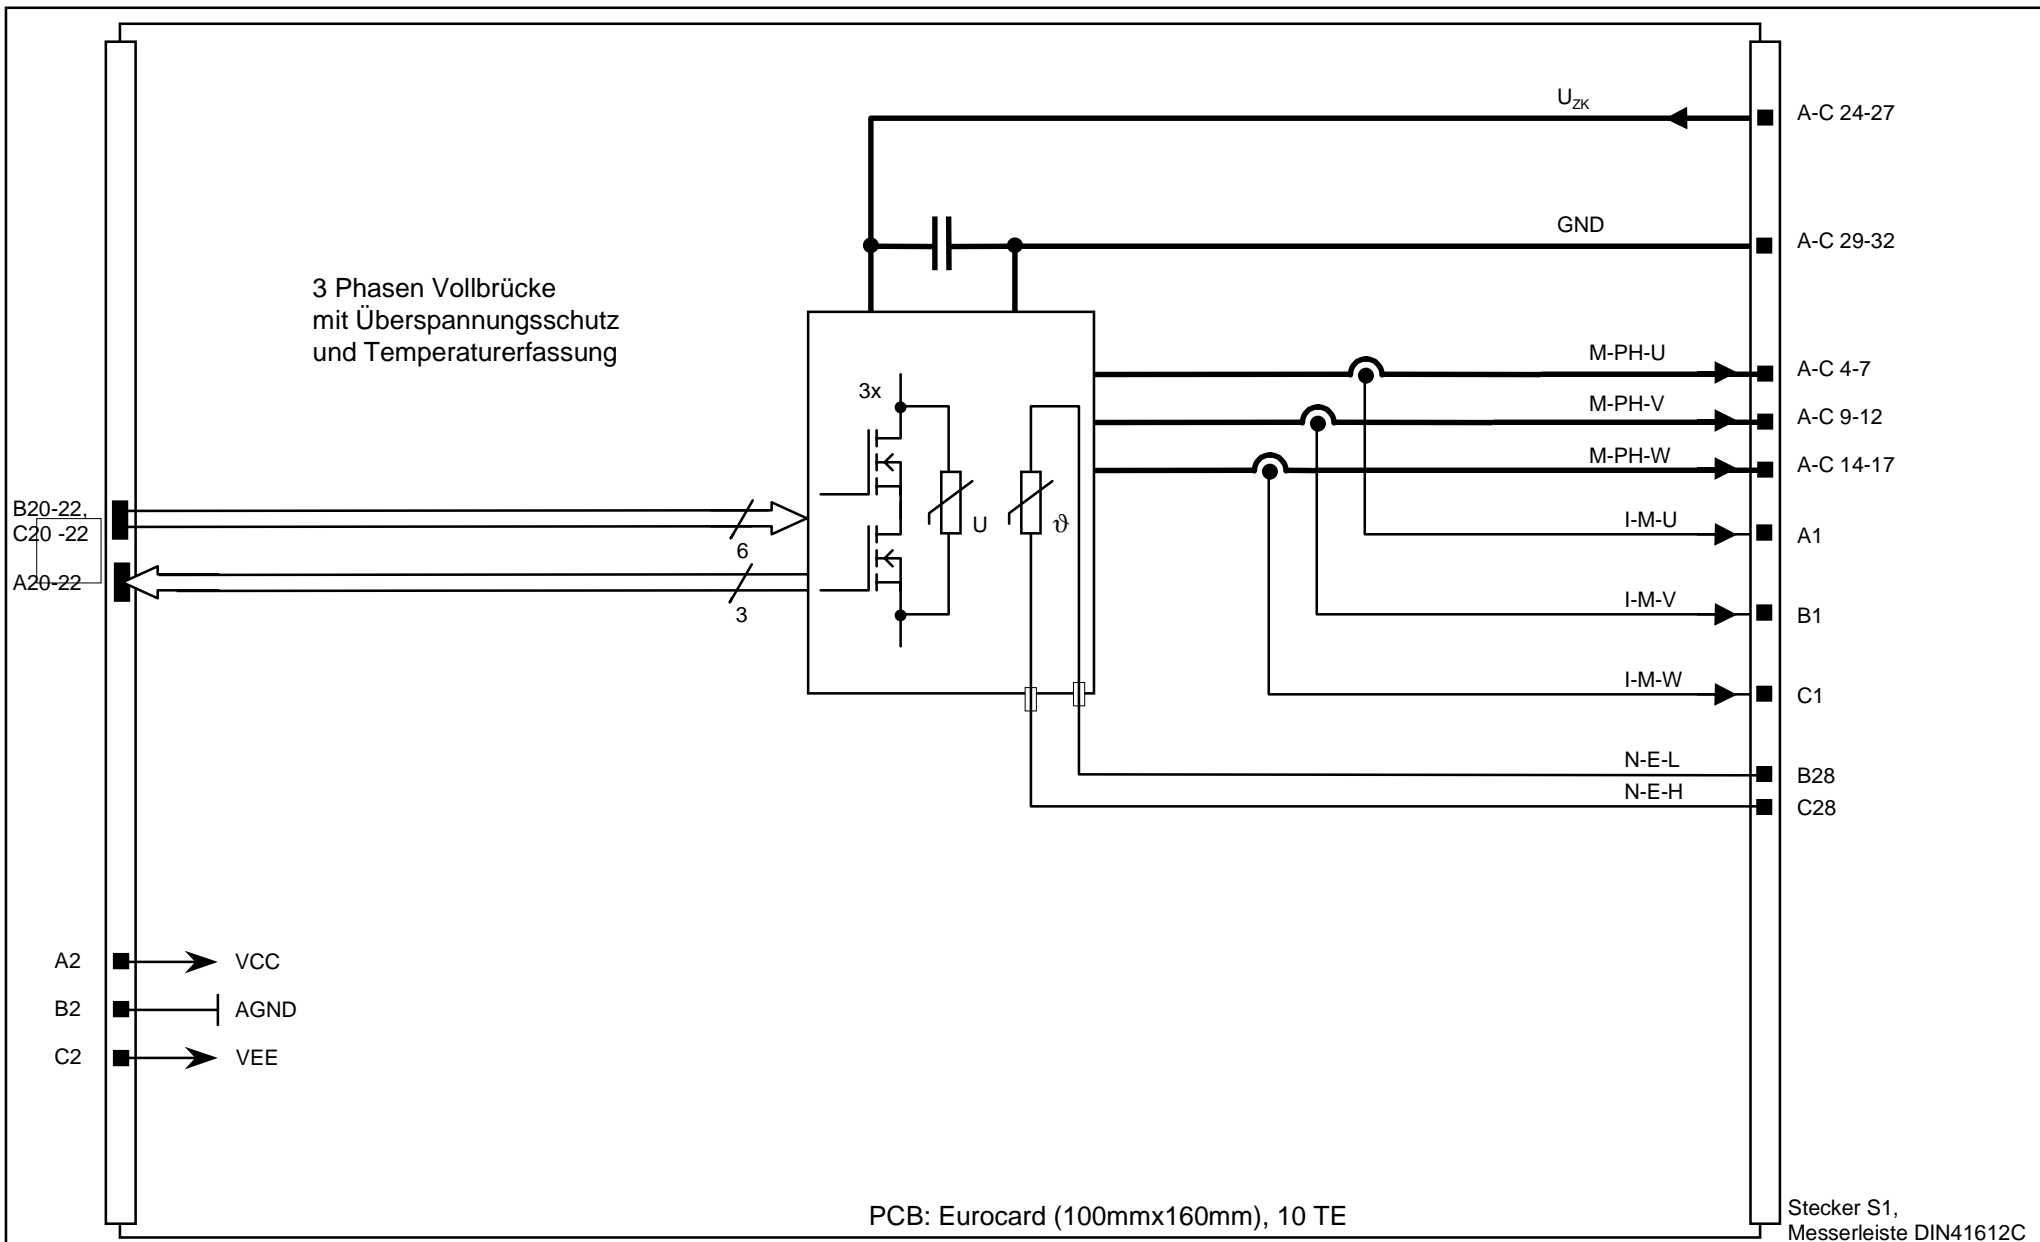 U_ZK
A-C 24-27
GND
A-C 29-32
3 Phasen Vollbrücke
mit Überspannungsschutz
und Temperaturerfassung
M-PH-U
A-C 4-7
3x
M-PH-V
A-C 9-12
M-PH-W
A-C 14-17
B20-22,
C20 -22
6
U
ϑ
I-M-U
A1
A20-22
3
I-M-V
B1
I-M-W
C1
N-E-L
B28
N-E-H
C28
A2
VCC
B2
AGND
C2
VEE
PCB: Eurocard (100mmx160mm), 10 TE
Stecker S1,
Messerleiste DIN41612C